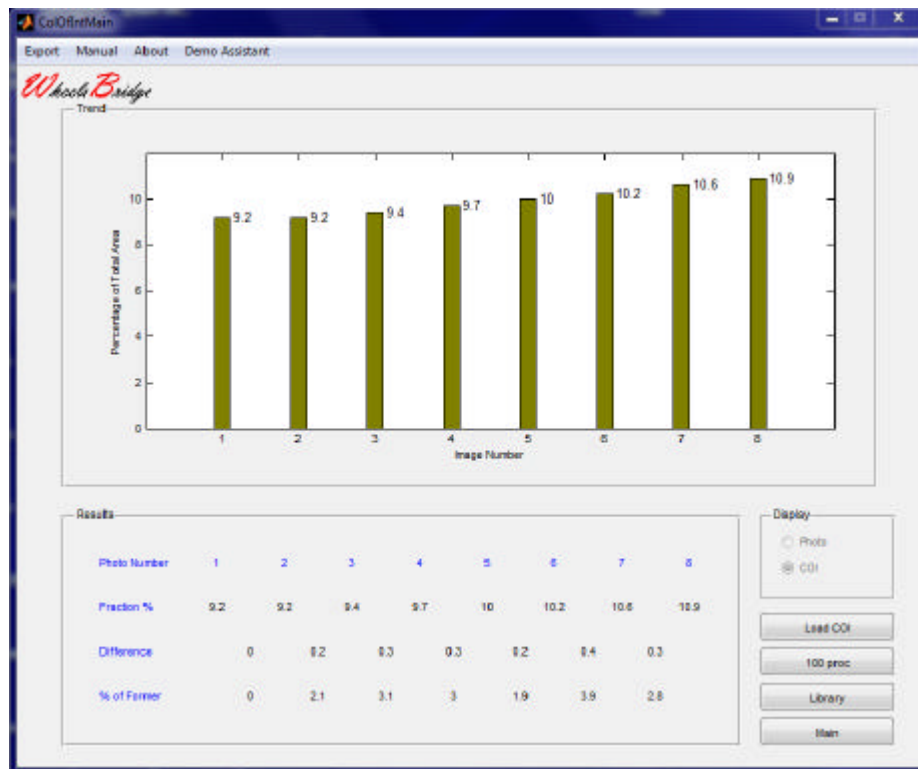 ColOfIntMain
Export Manual About Demo Assistant
Wheels Bridge
Trend
Percentage of Total Area
10
8
6
4
2
0
9.2 9.2 9.4 9.7 10 10.2 10.6 10.9
1 2 3 4 5 6 7 8
Image Number
Results
Photo Number 1 2 3 4 5 6 7 8
Fraction % 9.2 9.2 9.4 9.7 10 10.2 10.6 10.9
Difference 0 0.2 0.3 0.3 0.2 0.4 0.3
% of Former 0 2.1 3.1 3 1.9 3.9 2.8
Display
Photo
COI
Load COI
100 proc
Library
Main